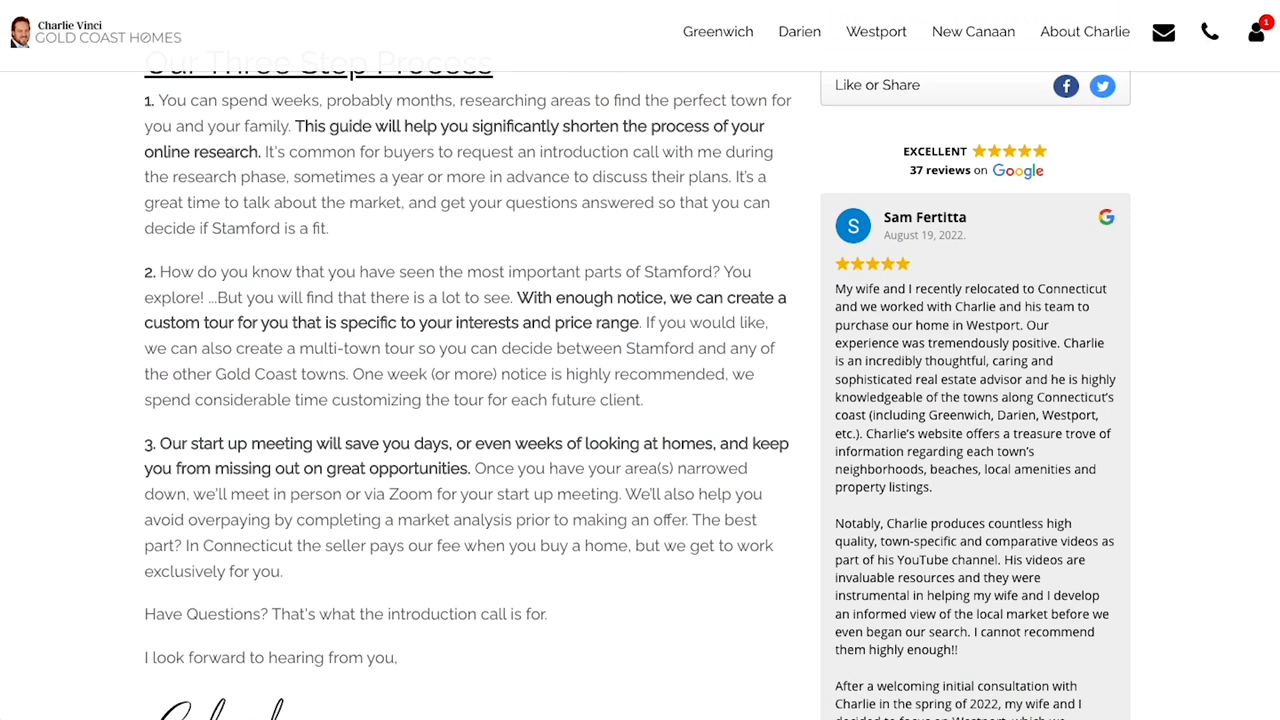 Charlie Vinci
GOLD COAST HOMES
Greenwich
Darien
Westport
New Canaan
About Charlie
1
Our Three Step Process
1. You can spend weeks, probably months, researching areas to find the perfect town for
you and your family. This guide will help you significantly shorten the process of your
online research. It's common for buyers to request an introduction call with me during
the research phase, sometimes a year or more in advance to discuss their plans. It's a
great time to talk about the market, and get your questions answered so that you can
decide if Stamford is a fit.
2. How do you know that you have seen the most important parts of Stamford? You
explore! ...But you will find that there is a lot to see. With enough notice, we can create a
custom tour for you that is specific to your interests and price range. If you would like,
we can also create a multi-town tour so you can decide between Stamford and any of
the other Gold Coast towns. One week (or more) notice is highly recommended, we
spend considerable time customizing the tour for each future client.
3. Our start up meeting will save you days, or even weeks of looking at homes, and keep
you from missing out on great opportunities. Once you have your area(s) narrowed
down, we'll meet in person or via Zoom for your start up meeting. We'll also help you
avoid overpaying by completing a market analysis prior to making an offer. The best
part? In Connecticut the seller pays our fee when you buy a home, but we get to work
exclusively for you.
Have Questions? That's what the introduction call is for.
I look forward to hearing from you,
Like or Share
EXCELLENT
37 reviews on Google
S
Sam Fertitta
August 19, 2022.
My wife and I recently relocated to Connecticut
and we worked with Charlie and his team to
purchase our home in Westport. Our
experience was tremendously positive. Charlie
is an incredibly thoughtful, caring and
sophisticated real estate advisor and he is highly
knowledgeable of the towns along Connecticut's
coast (including Greenwich, Darien, Westport,
etc.). Charlie's website offers a treasure trove of
information regarding each town's
neighborhoods, beaches, local amenities and
property listings.
Notably, Charlie produces countless high
quality, town-specific and comparative videos as
part of his YouTube channel. His videos are
invaluable resources and they were
instrumental in helping my wife and I develop
an informed view of the local market before we
even began our search. I cannot recommend
them highly enough!!
After a welcoming initial consultation with
Charlie in the spring of 2022, my wife and I
decided to focus on Westport, which we